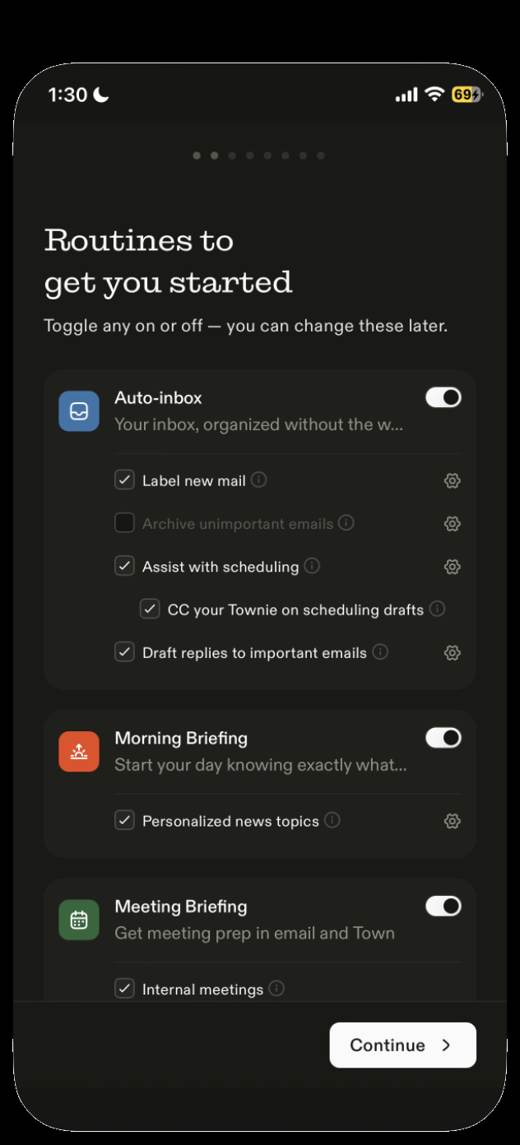 1:30
69
Routines to
get you started
Toggle any on or off — you can change these later.
Auto-inbox
Your inbox, organized without the w...
Label new mail
Archive unimportant emails
Assist with scheduling
CC your Townie on scheduling drafts
Draft replies to important emails
Morning Briefing
Start your day knowing exactly what...
Personalized news topics
Meeting Briefing
Get meeting prep in email and Town
Internal meetings
Continue